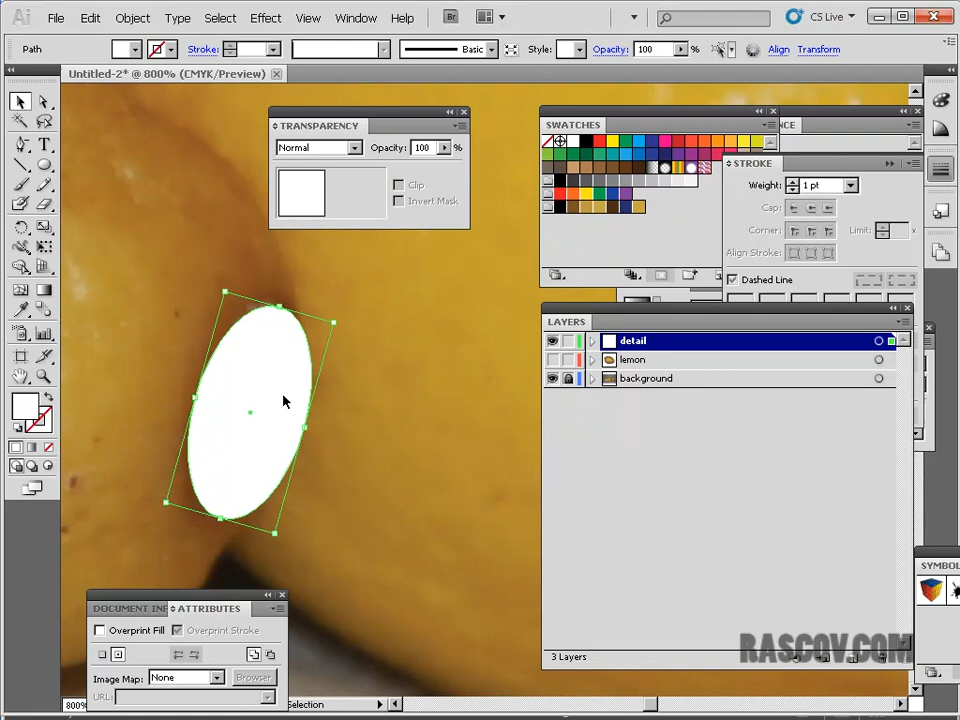 Ai File Edit Object Type Select Effect View Window Help Br CS Live
Path Stroke: Basic Style: Opacity: 100 % Align Transform
Untitled-2* @ 800% (CMYK/Preview)
TRANSPARENCY
Normal Opacity: 100 %
Clip
Invert Mask
SWATCHES
NCE
STROKE
Weight: 1 pt
Cap:
Corner: Limit: x
Align Stroke:
Dashed Line
LAYERS
detail
lemon
background
3 Layers
SYMBOL
DOCUMENT INF ATTRIBUTES
Overprint Fill Overprint Stroke
Image Map: None Browser...
URL:
800% Selection
RASCOV.COM